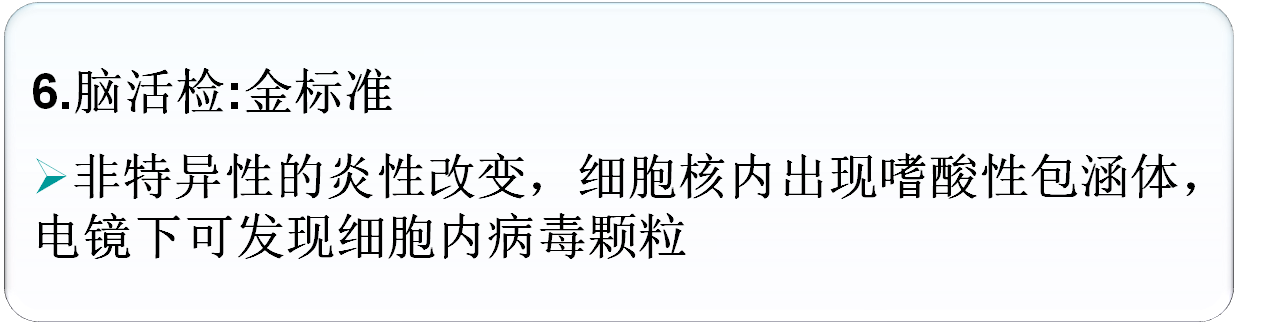 6.脑活检:金标准
➢非特异性的炎性改变，细胞核内出现嗜酸性包涵体，
电镜下可发现细胞内病毒颗粒